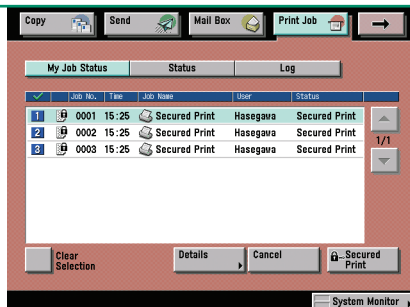 Copy Send Mail Box Print Job
My Job Status Status Log
Job No. Time Job Name User Status
1 0001 15:25 Secured Print Hasegawa Secured Print
2 0002 15:25 Secured Print Hasegawa Secured Print
3 0003 15:25 Secured Print Hasegawa Secured Print
1/1
Clear
Selection
Details
Cancel
Secured
Print
System Monitor